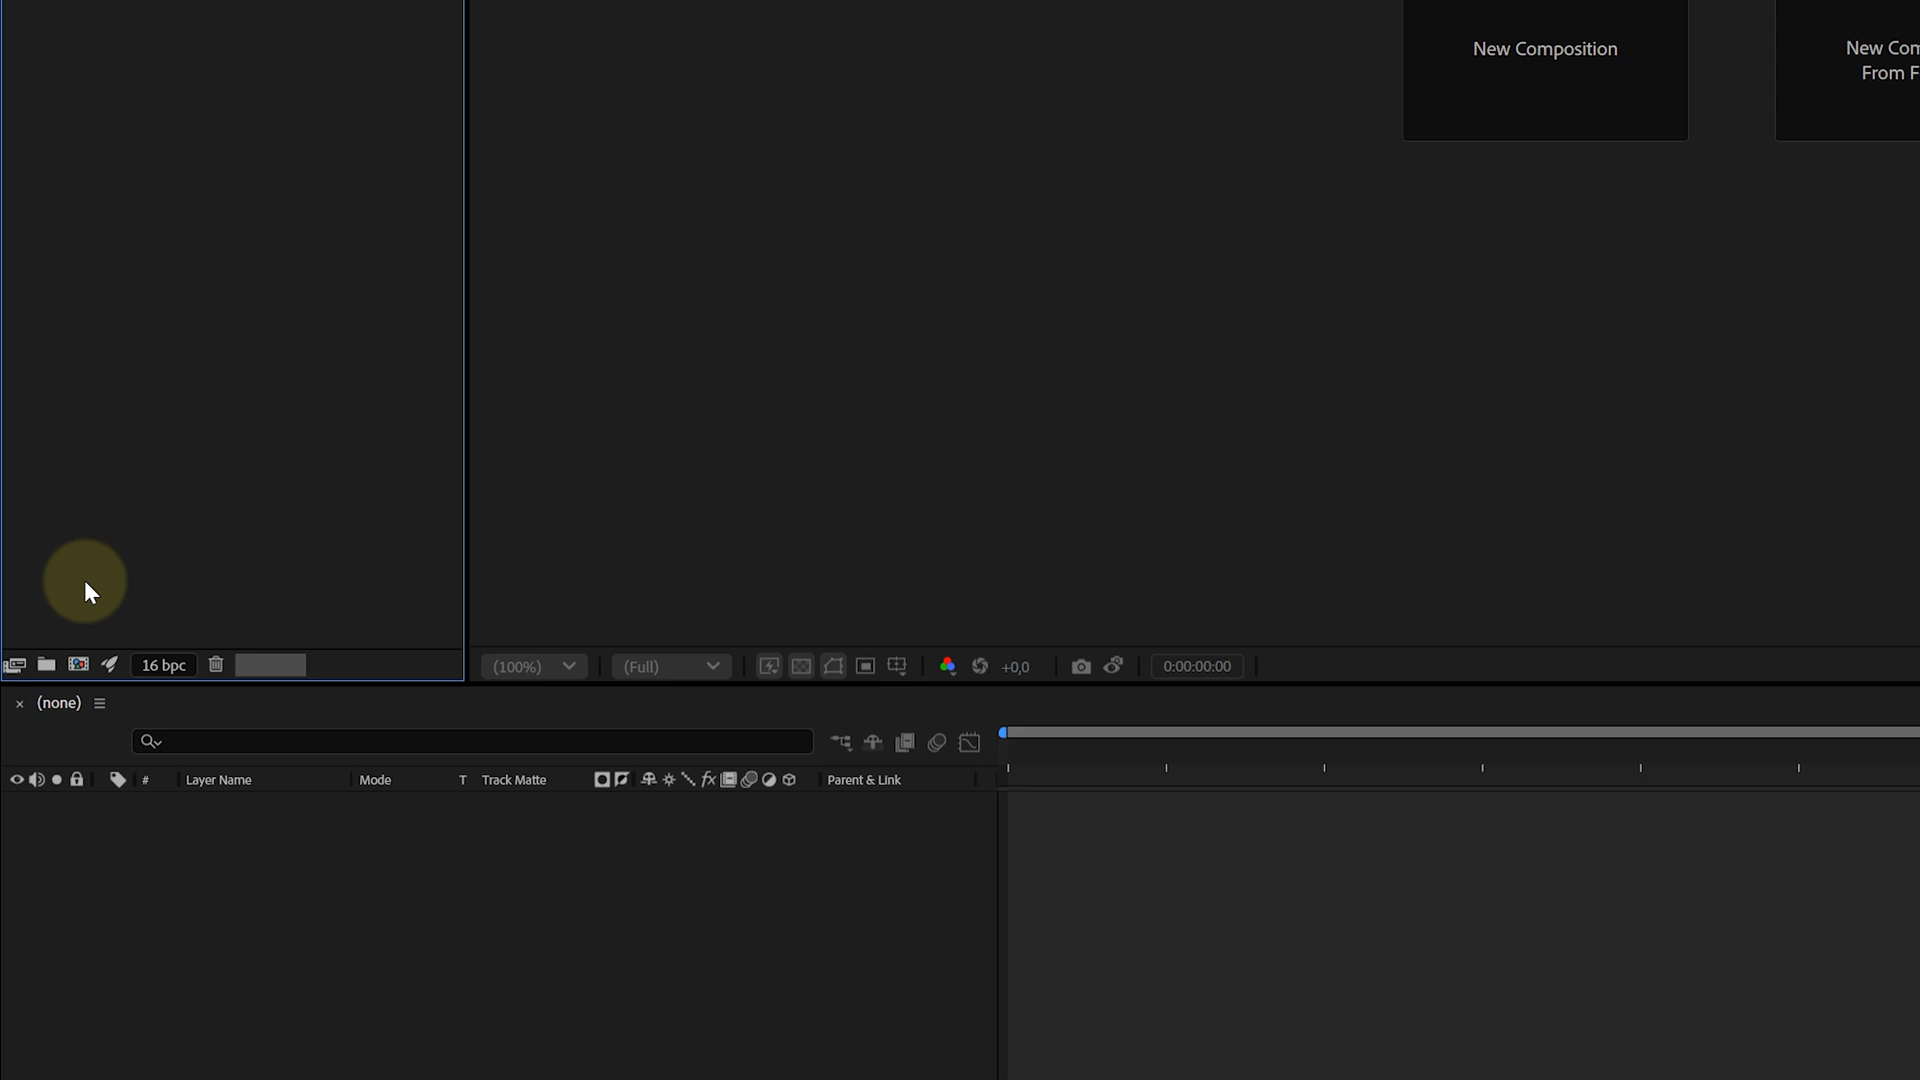 New Composition
New Com
From F
16 bpc
(100%)
(Full)
+0,0
0:00:00:00
(none)
# Layer Name Mode T Track Matte fx Parent & Link